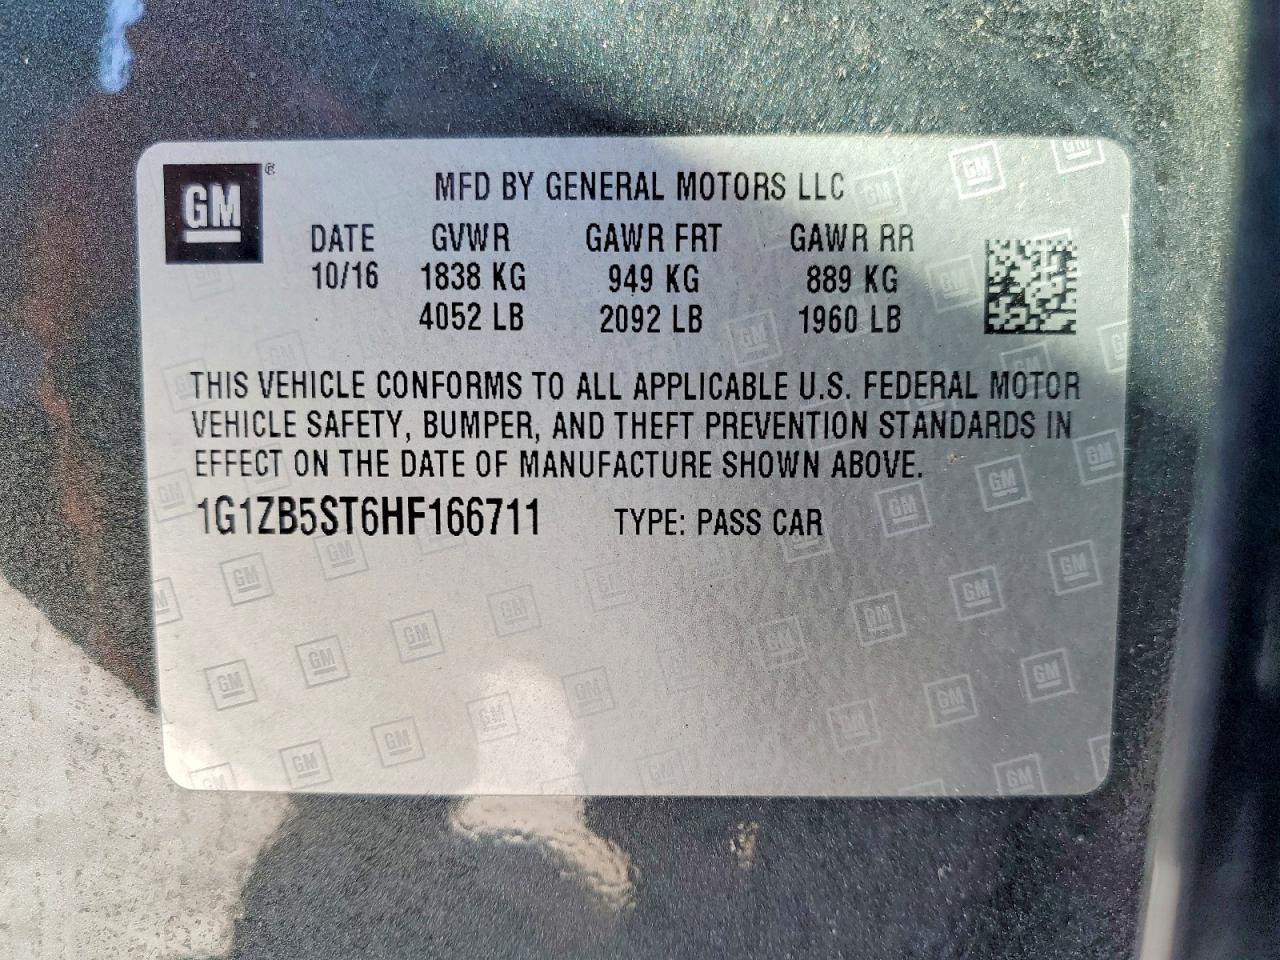 GM®
MFD BY GENERAL MOTORS LLC
DATE GVWR GAWR FRT GAWR RR
10/16 1838 KG 949 KG 889 KG
4052 LB 2092 LB 1960 LB
THIS VEHICLE CONFORMS TO ALL APPLICABLE U.S. FEDERAL MOTOR
VEHICLE SAFETY, BUMPER, AND THEFT PREVENTION STANDARDS IN
EFFECT ON THE DATE OF MANUFACTURE SHOWN ABOVE.
1G1ZB5ST6HF166711 TYPE: PASS CAR